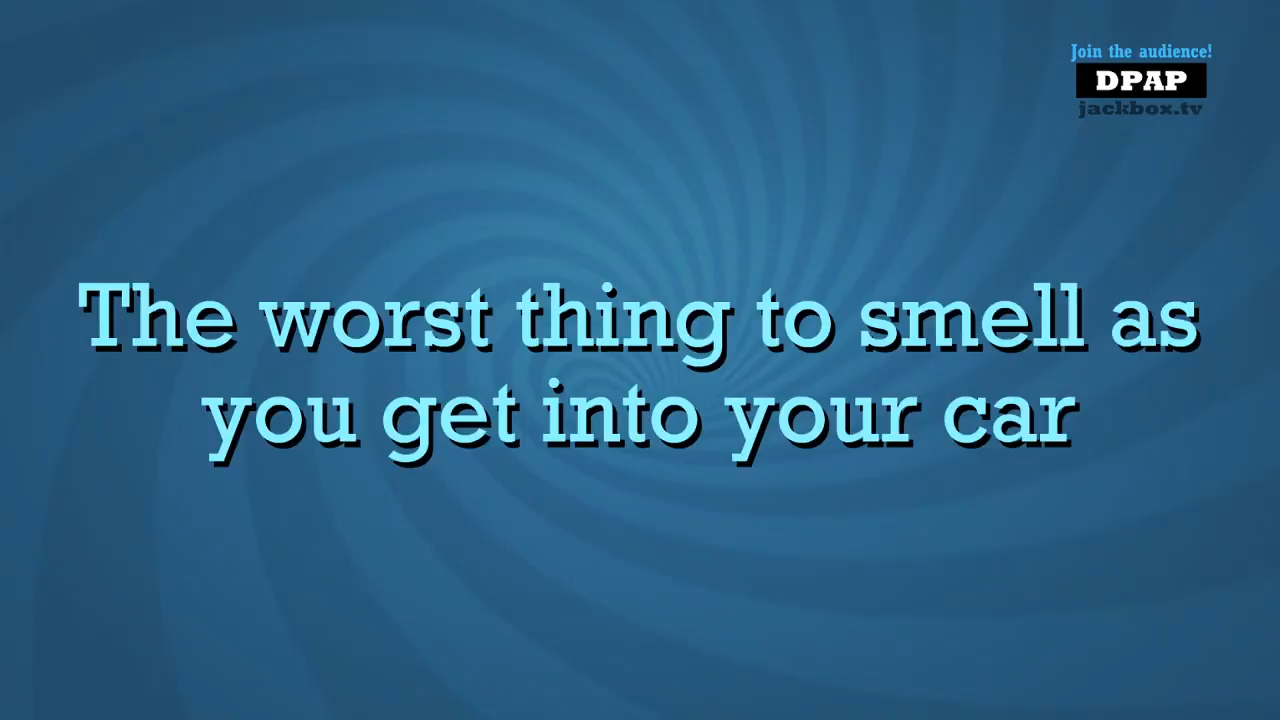 Join the audience!
DPAP
jackbox.tv
The worst thing to smell as
you get into your car